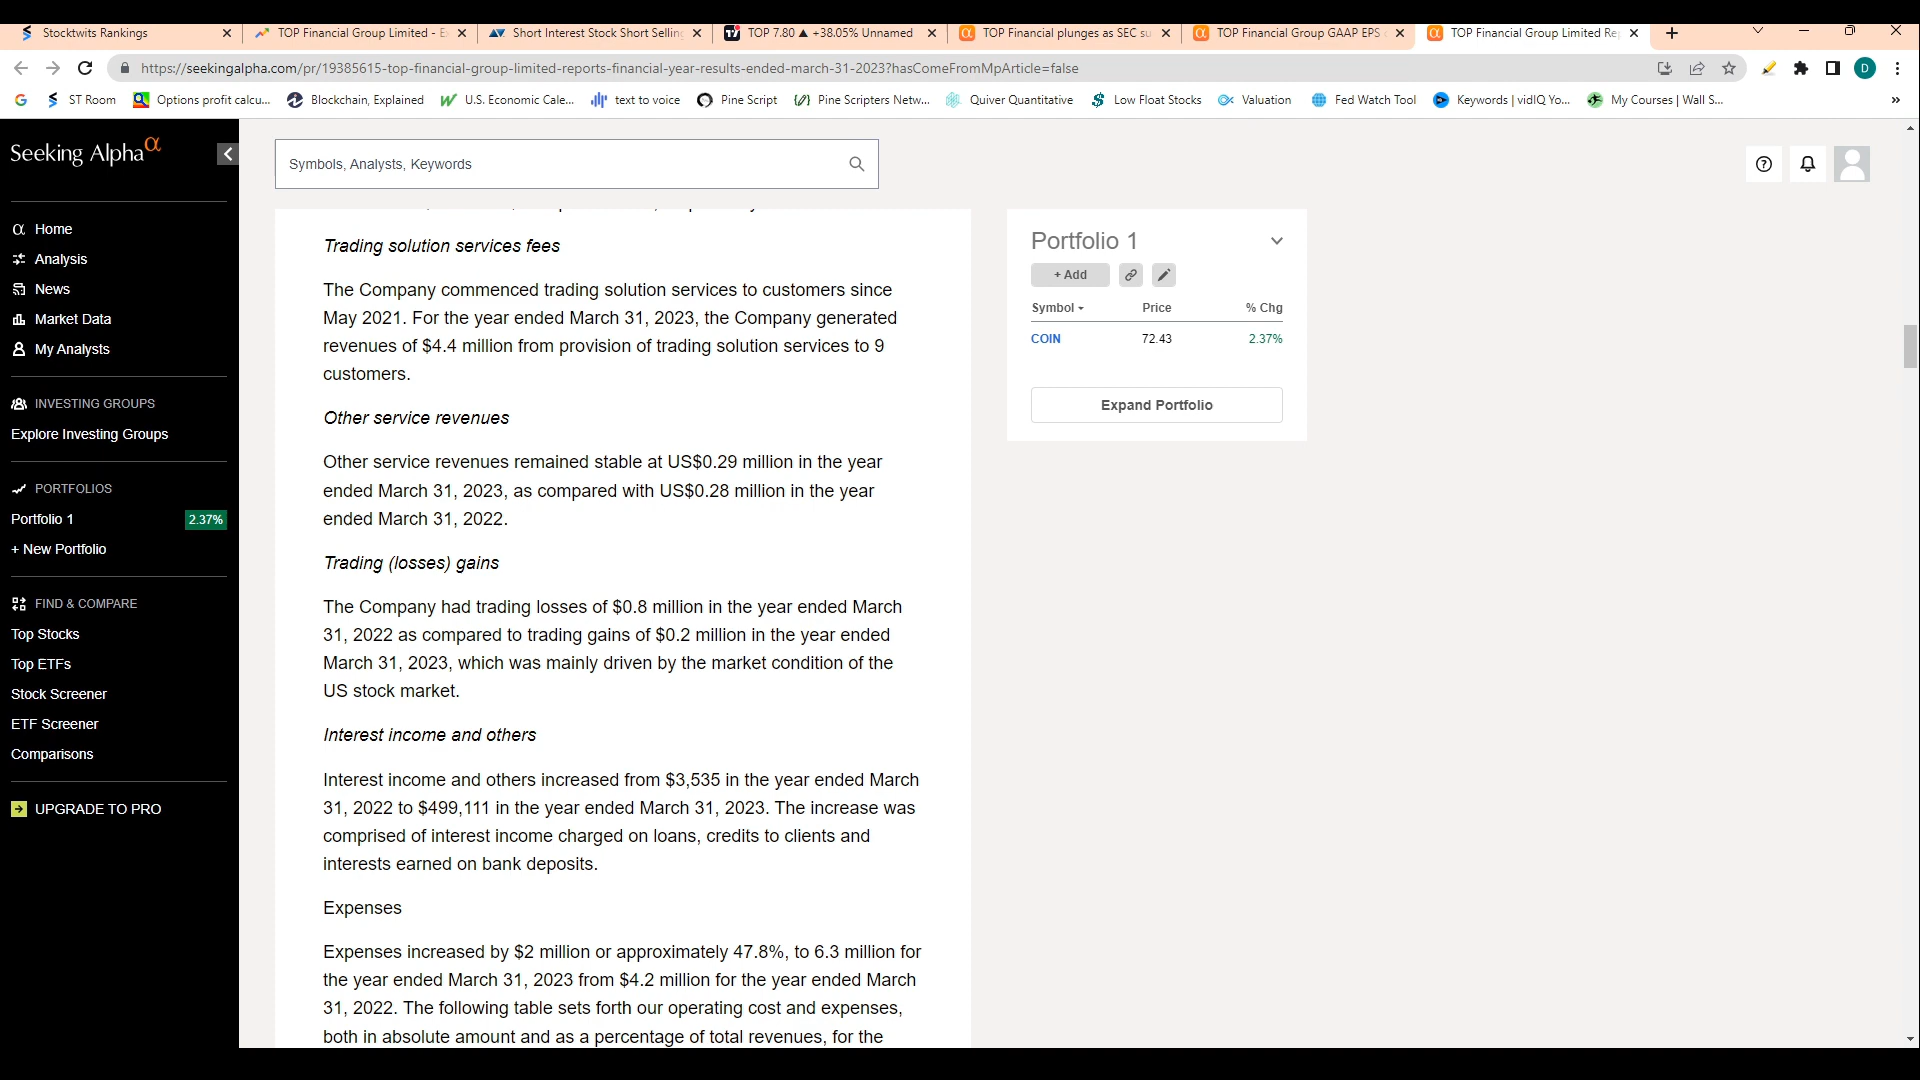 Stocktwits Rankings
TOP Financial Group Limited - E
Short Interest Stock Short Selling
TOP 7.80 ▲ +38.05% Unnamed
TOP Financial plunges as SEC su
TOP Financial Group GAAP EPS
TOP Financial Group Limited Re
https://seekingalpha.com/pr/19385615-top-financial-group-limited-reports-financial-year-results-ended-march-31-2023?hasComeFromMpArticle=false
D
ST Room
Options profit calcu...
Blockchain, Explained
U.S. Economic Cale...
text to voice
Pine Script
Pine Scripters Netw...
Quiver Quantitative
Low Float Stocks
Valuation
Fed Watch Tool
Keywords | vidIQ Yo...
My Courses | Wall S...
»
Seeking Alphaα
Home
Analysis
News
Market Data
My Analysts
INVESTING GROUPS
Explore Investing Groups
PORTFOLIOS
Portfolio 1 2.37%
+ New Portfolio
FIND & COMPARE
Top Stocks
Top ETFs
Stock Screener
ETF Screener
Comparisons
UPGRADE TO PRO
Symbols, Analysts, Keywords
Trading solution services fees
The Company commenced trading solution services to customers since
May 2021. For the year ended March 31, 2023, the Company generated
revenues of $4.4 million from provision of trading solution services to 9
customers.
Other service revenues
Other service revenues remained stable at US$0.29 million in the year
ended March 31, 2023, as compared with US$0.28 million in the year
ended March 31, 2022.
Trading (losses) gains
The Company had trading losses of $0.8 million in the year ended March
31, 2022 as compared to trading gains of $0.2 million in the year ended
March 31, 2023, which was mainly driven by the market condition of the
US stock market.
Interest income and others
Interest income and others increased from $3,535 in the year ended March
31, 2022 to $499,111 in the year ended March 31, 2023. The increase was
comprised of interest income charged on loans, credits to clients and
interests earned on bank deposits.
Expenses
Expenses increased by $2 million or approximately 47.8%, to 6.3 million for
the year ended March 31, 2023 from $4.2 million for the year ended March
31, 2022. The following table sets forth our operating cost and expenses,
both in absolute amount and as a percentage of total revenues, for the
Portfolio 1
+ Add
Symbol Price % Chg
COIN 72.43 2.37%
Expand Portfolio